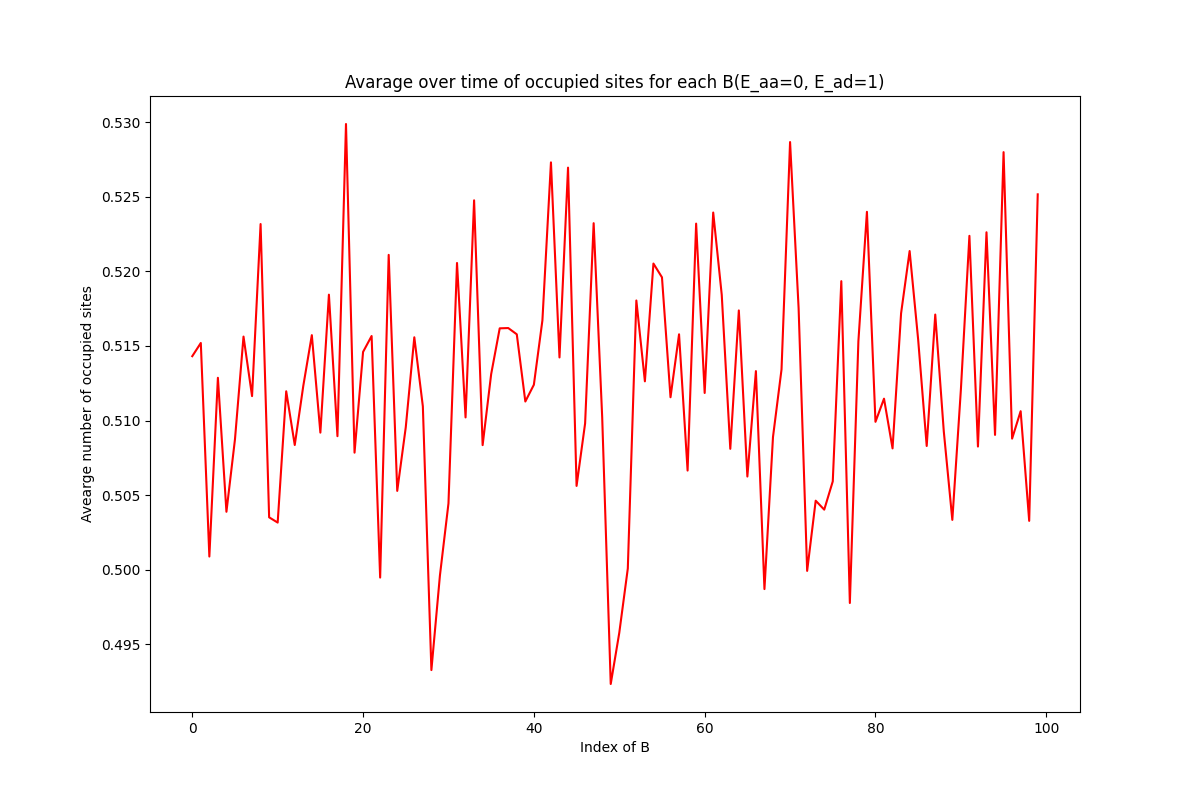 Avarage over time of occupied sites for each B(E_aa=0, E_ad=1)
0.530
0.525
0.520
0.515
0.510
0.505
0.500
0.495
Avearge number of occupied sites
0 20 40 60 80 100
Index of B